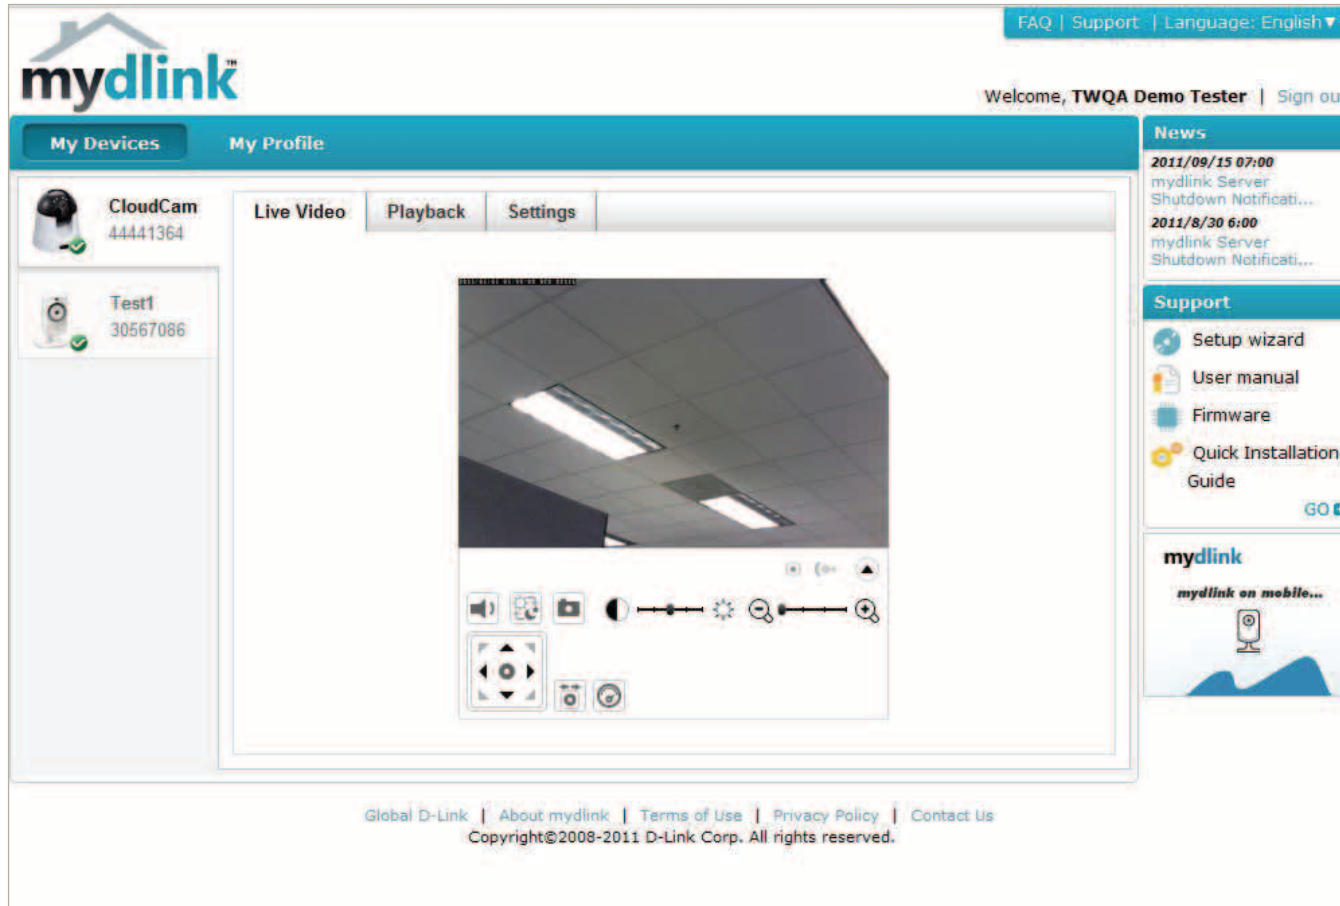 FAQ | Support | Language: English
mydlink™
Welcome, TWQA Demo Tester | Sign ou
My Devices
My Profile
CloudCam
44441364
Test1
30567086
Live Video
Playback
Settings
News
2011/09/15 07:00
mydlink Server
Shutdown Notificati...
2011/8/30 6:00
mydlink Server
Shutdown Notificati...
Support
Setup wizard
User manual
Firmware
Quick Installation
Guide
GO
mydlink
mydlink on mobile...
Global D-Link | About mydlink | Terms of Use | Privacy Policy | Contact Us
Copyright©2008-2011 D-Link Corp. All rights reserved.